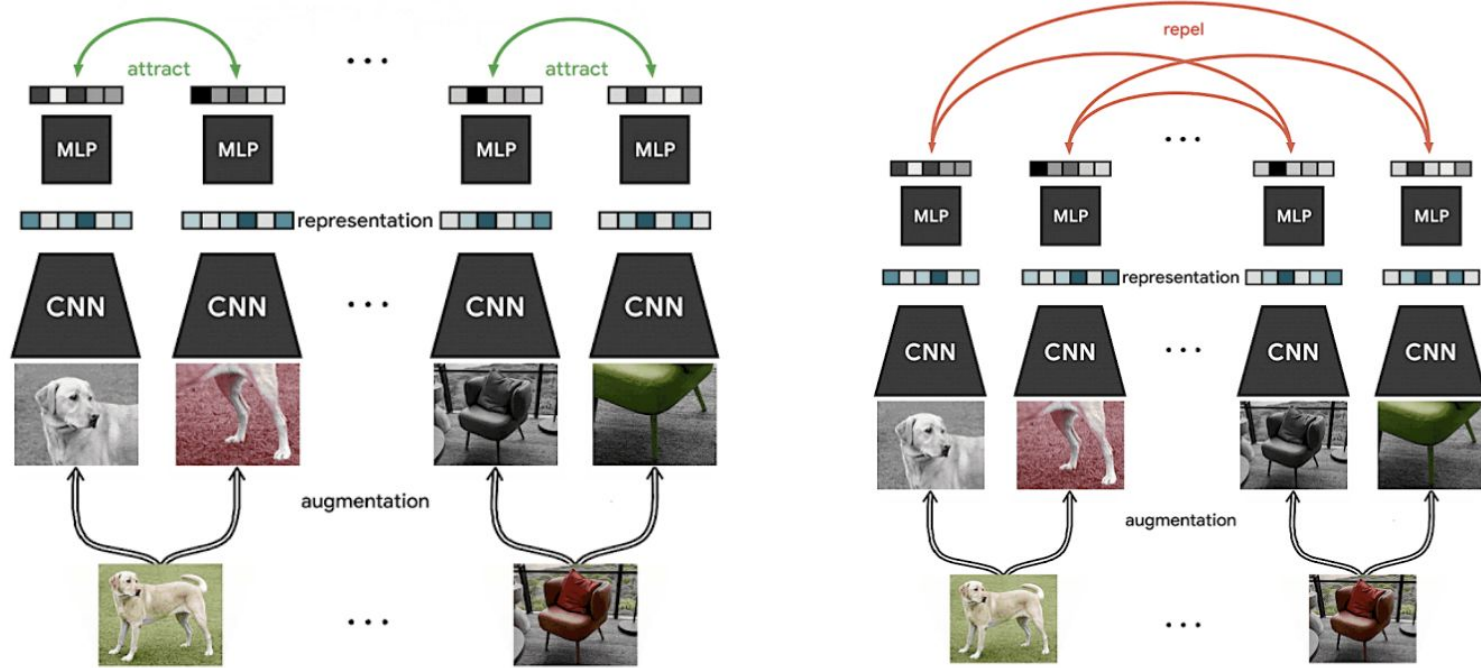 attract
...
attract
MLP
MLP
MLP
MLP
representation
CNN
CNN
...
CNN
CNN
augmentation
...
repel
...
MLP
MLP
MLP
MLP
representation
CNN
CNN
...
CNN
CNN
augmentation
...